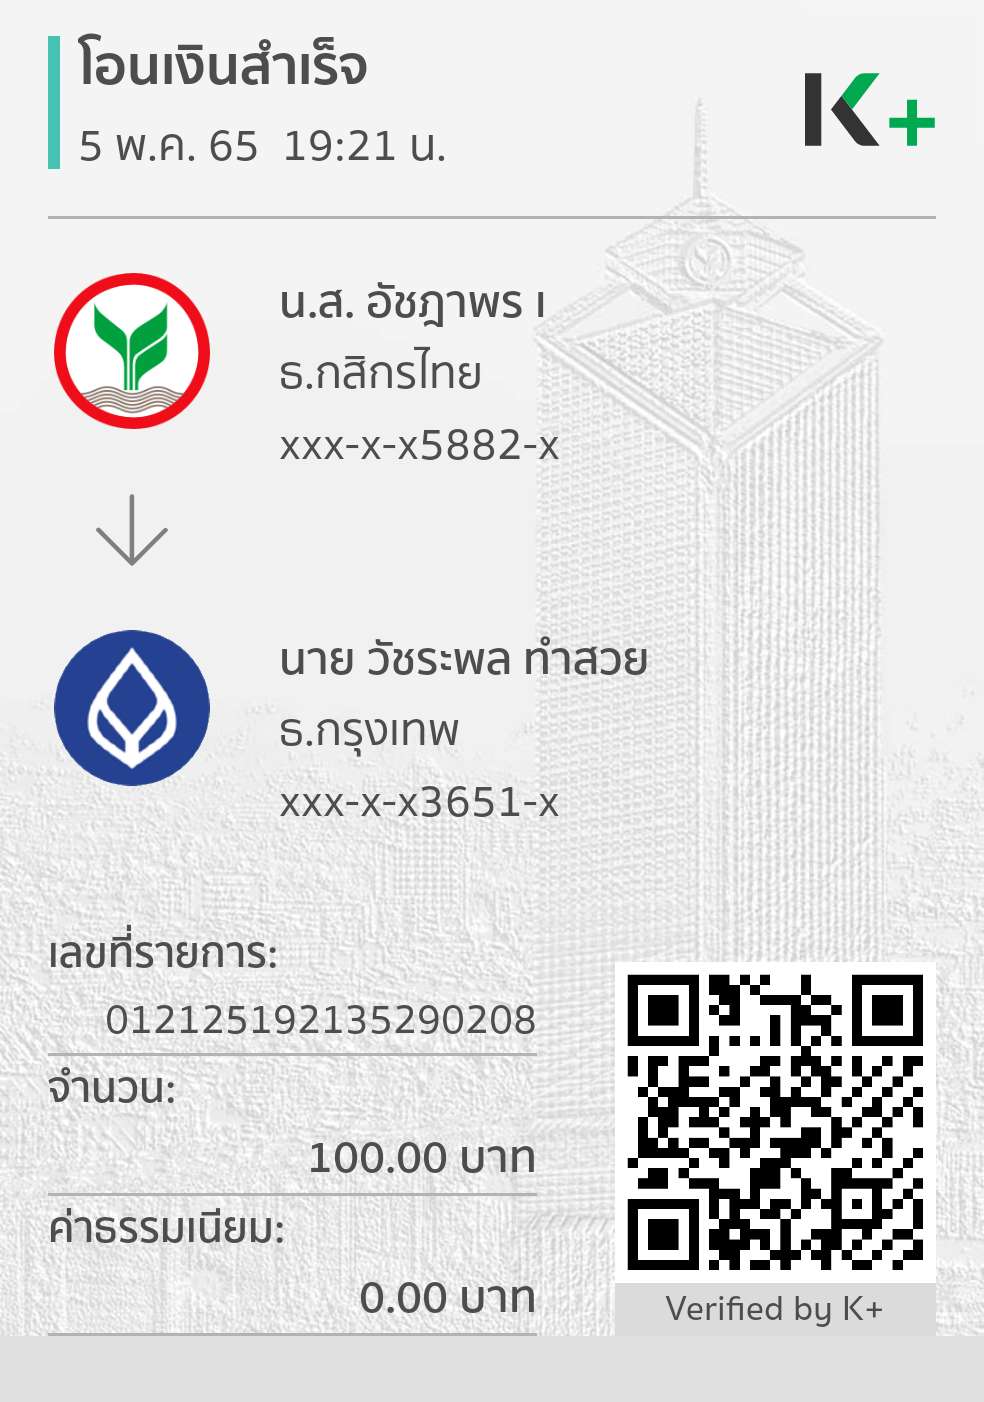 โอนเงินสำเร็จ
5 พ.ค. 65 19:21 น.
K+
น.ส. อัชฎาพร เ
ธ.กสิกรไทย
xxx-x-x5882-x
นาย วัชระพล ทำสวย
ธ.กรุงเทพ
xxx-x-x3651-x
เลขที่รายการ:
012125192135290208
จำนวน:
100.00 บาท
ค่าธรรมเนียม:
0.00 บาท
Verified by K+